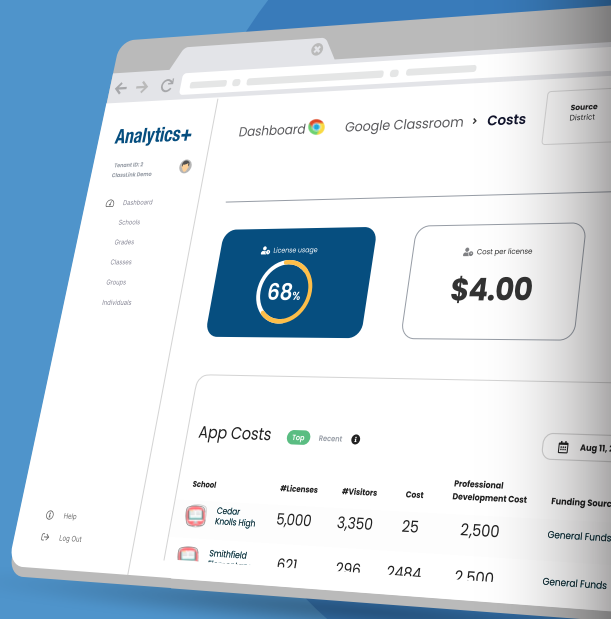 Analytics+
Tenant ID: 2
ClassLink Demo
Dashboard
Schools
Grades
Classes
Groups
Individuals
Help
Log Out
Dashboard Google Classroom › Costs
Source
District
License usage
68%
Cost per license
$4.00
App Costs Top Recent
Aug 11, 2
School #Licenses #Visitors Cost Professional Development Cost Funding Sourc
Cedar
Knolls High 5,000 3,350 25 2,500 General Funds
Smithfield
621 296 2484 2,500 General Funds